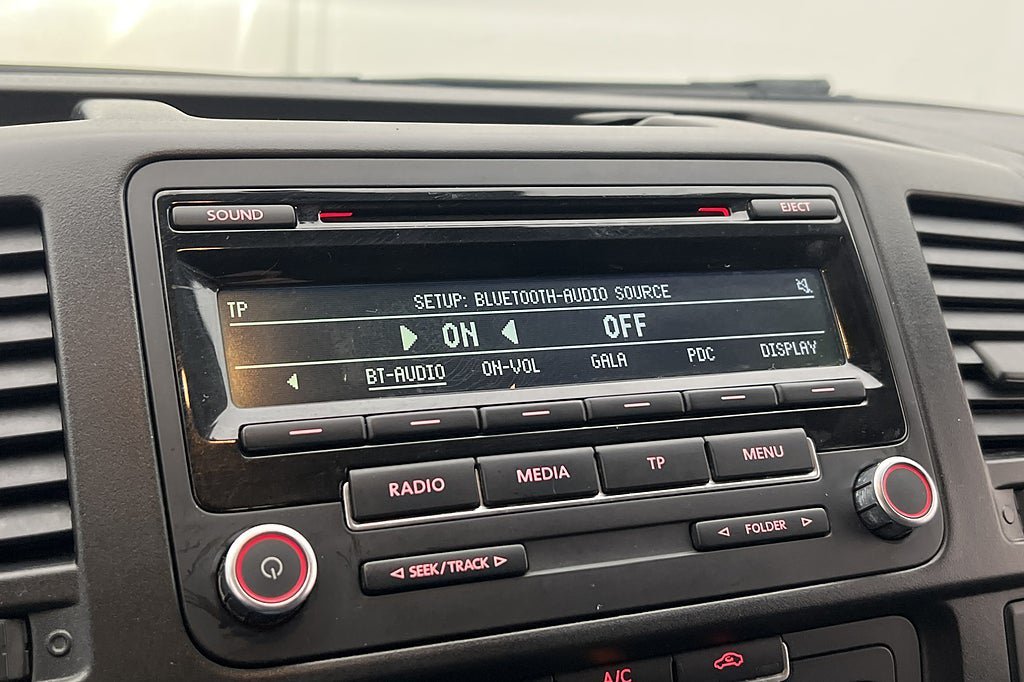 SOUND EJECT
TP SETUP: BLUETOOTH-AUDIO SOURCE
ON OFF
BT-AUDIO ON-VOL GALA PDC DISPLAY
RADIO MEDIA TP MENU
SEEK/TRACK FOLDER
A/C